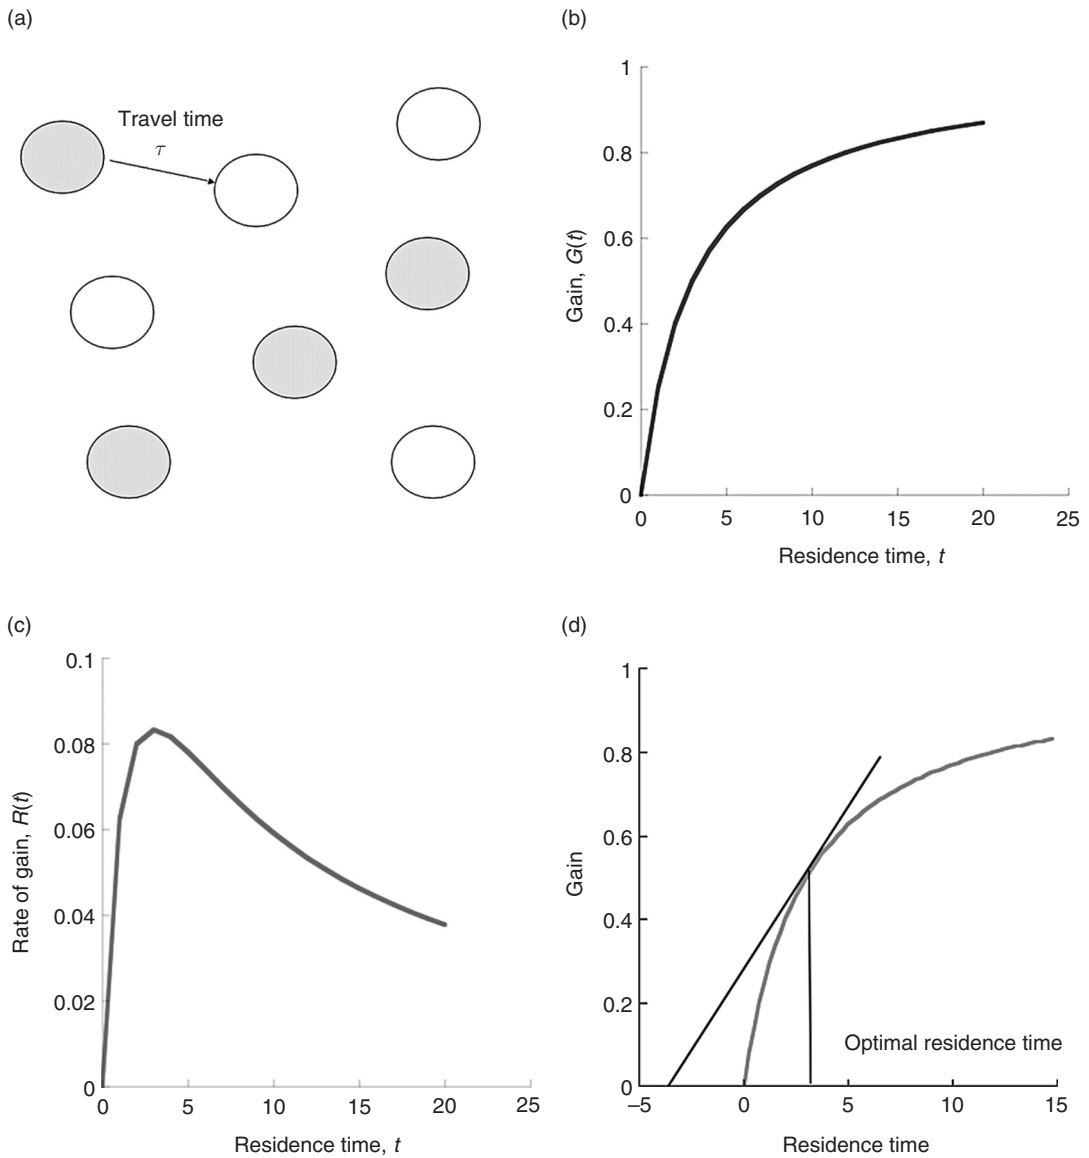 (a)
Travel time
τ
(b)
1
0.8
0.6
0.4
0.2
0
Gain, G(t)
0 5 10 15 20 25
Residence time, t
(c)
0.1
0.08
0.06
0.04
0.02
0
Rate of gain, R(t)
0 5 10 15 20 25
Residence time, t
(d)
1
0.8
0.6
0.4
0.2
0
Gain
Optimal residence time
–5 0 5 10 15
Residence time